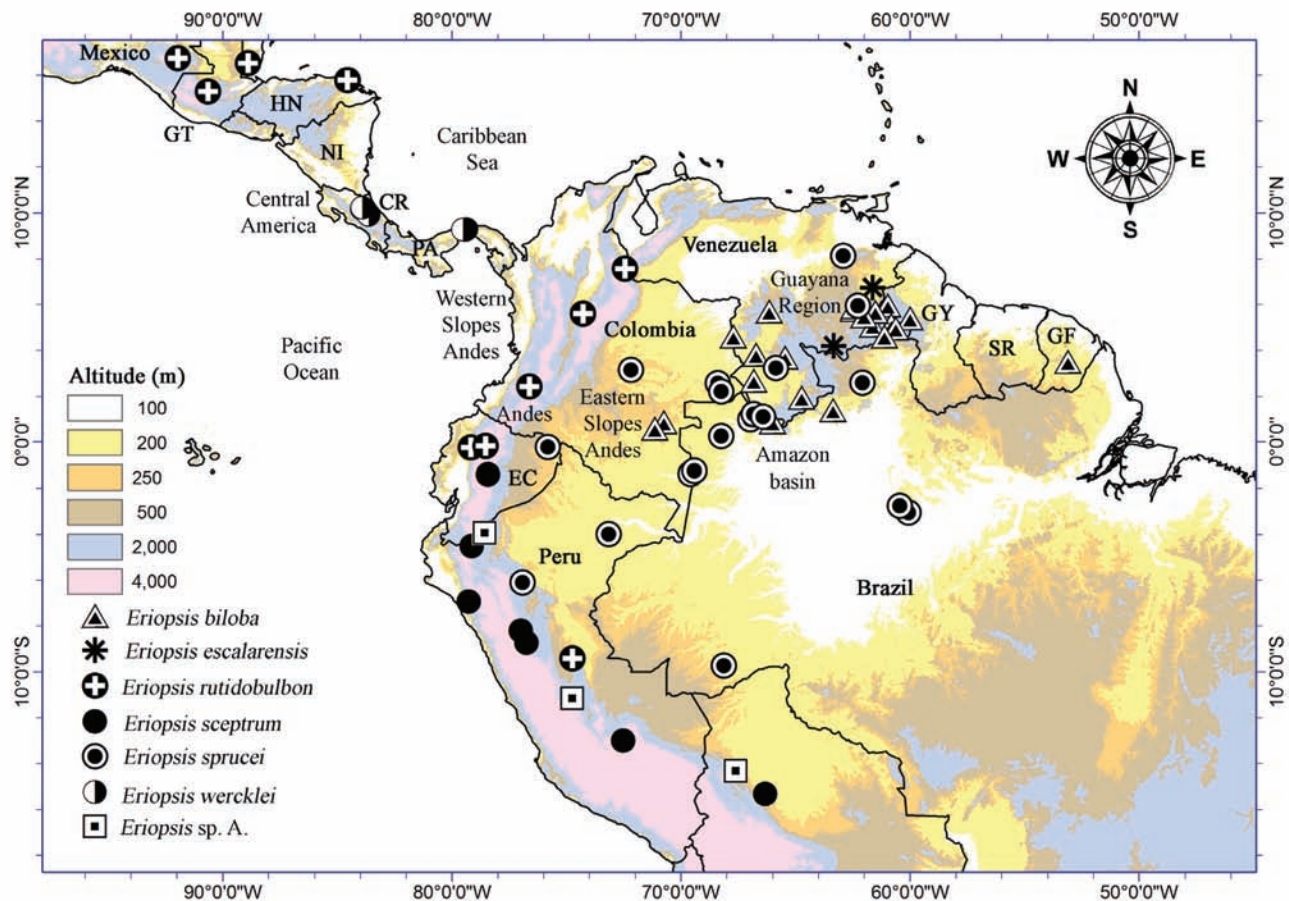 90°0'0"W
80°0'0"W
70°0'0"W
60°0'0"W
50°0'0"W
Mexico
HN
GT
NI
Caribbean
Sea
N
W
E
S
Central
America
CR
PA
10°0'0"N
10°0'0"N
Venezuela
Guayana
Region
Western
Slopes
Andes
Colombia
GY
SR
GF
Pacific
Ocean
Andes
Eastern
Slopes
Andes
Amazon
basin
0°0'0"
0°0'0"
EC
Peru
Brazil
10°0'0"S
10°0'0"S
Altitude (m)
100
200
250
500
2,000
4,000
Eriopsis biloba
Eriopsis escalarensis
Eriopsis rutidobulbon
Eriopsis sceptrum
Eriopsis sprucei
Eriopsis wercklei
Eriopsis sp. A.
90°0'0"W
80°0'0"W
70°0'0"W
60°0'0"W
50°0'0"W